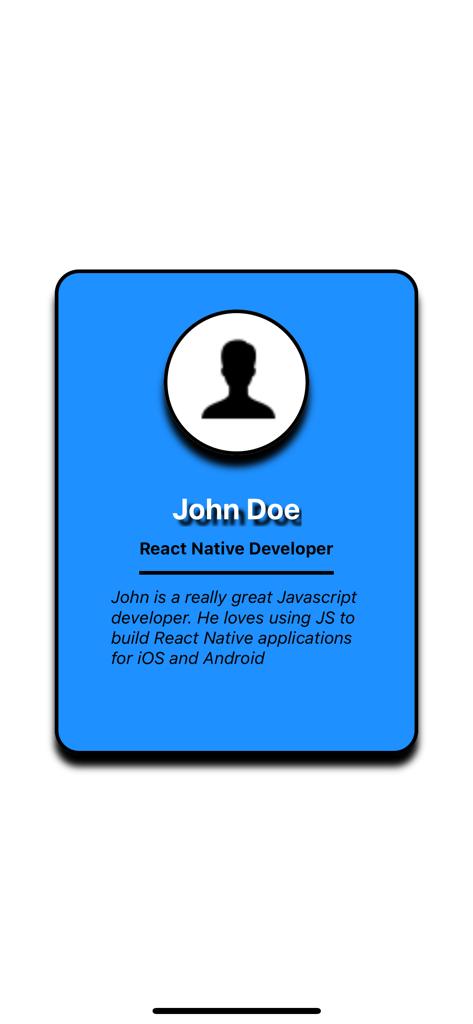 John Doe
React Native Developer
John is a really great Javascript
developer. He loves using JS to
build React Native applications
for iOS and Android